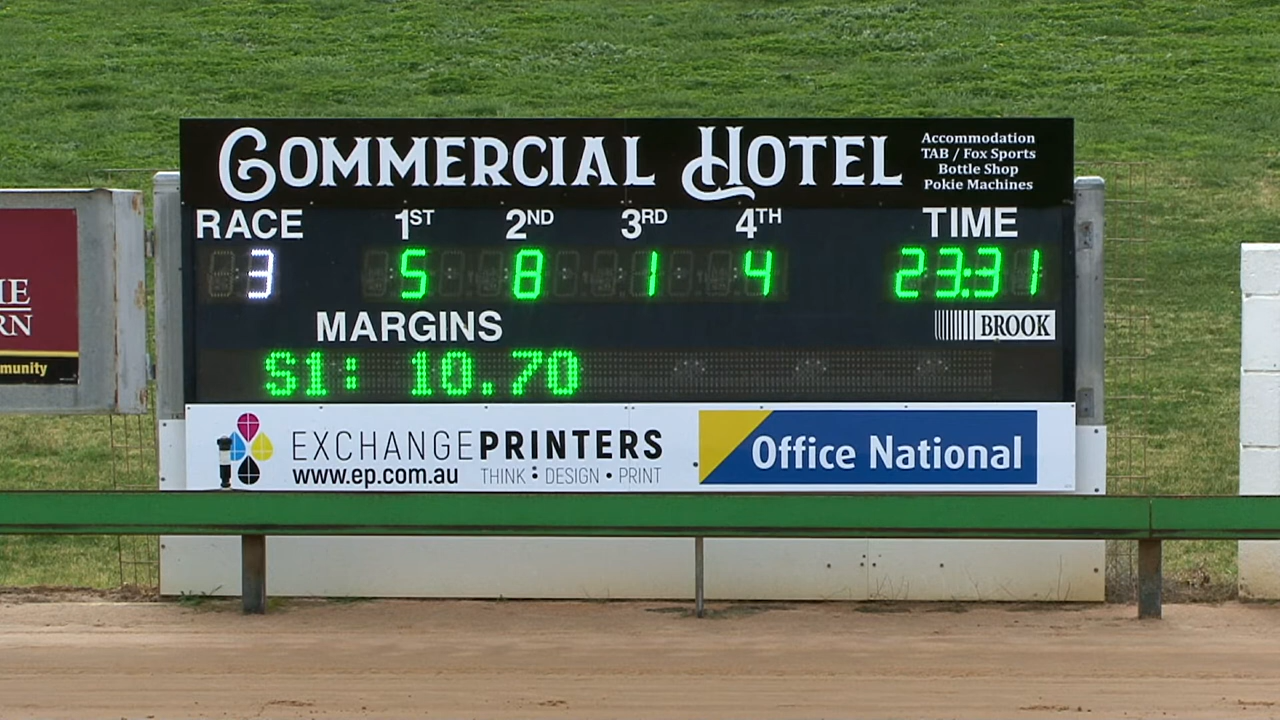 COMMERCIAL HOTEL
Accommodation
TAB / Fox Sports
Bottle Shop
Pokie Machines
RACE 1ST 2ND 3RD 4TH TIME
3 5 8 1 4 23:31
MARGINS
BROOK
S1: 10.70
EXCHANGEPRINTERS
www.ep.com.au THINK : DESIGN • PRINT
Office National
munity